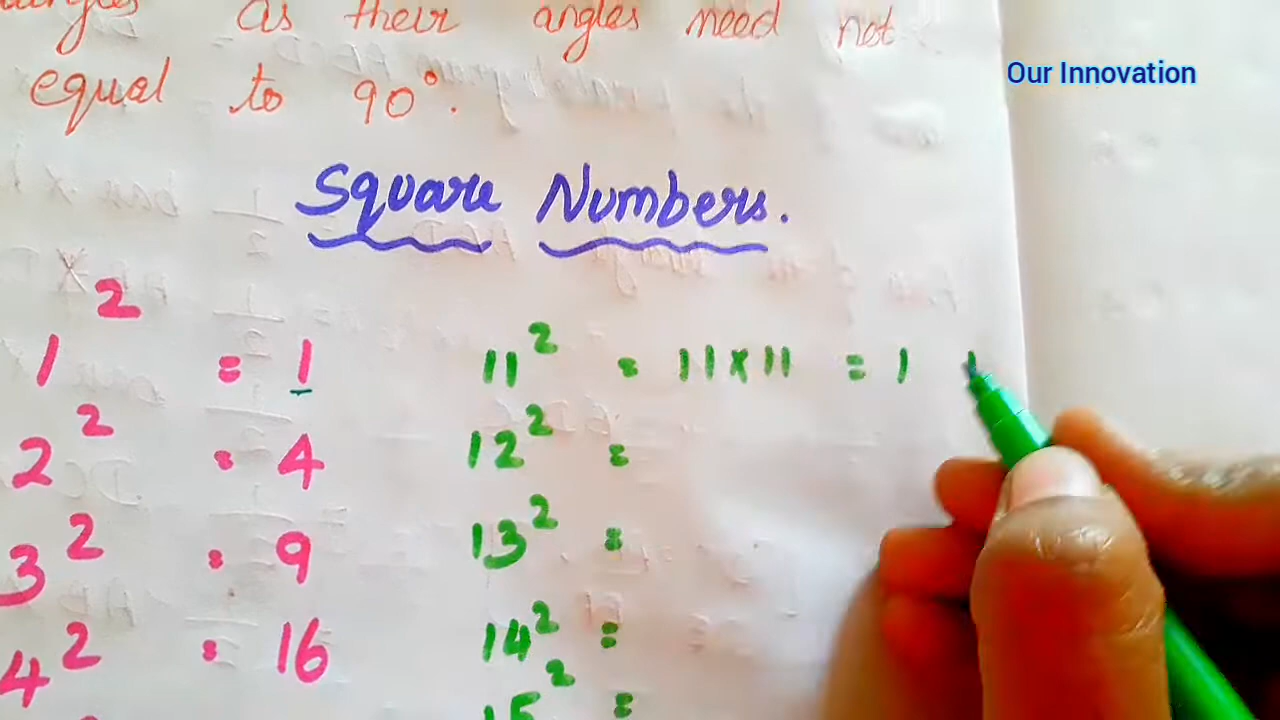 as their angles need not
equal to 90°.
Our Innovation
Square Numbers.
1² = 1
2² = 4
3² = 9
4² = 16
11² = 11 x 11 = 1 1
12² =
13² =
14² =
15² =